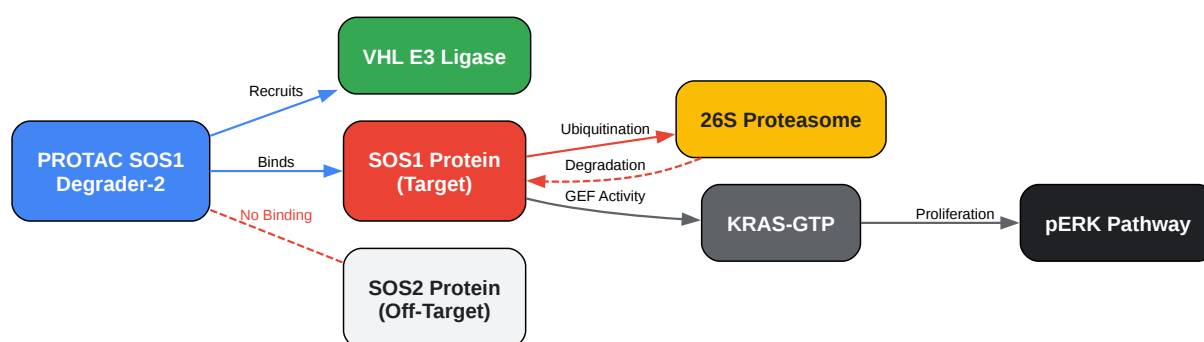 VHL E3 Ligase
Recruits
PROTAC SOS1
Degrader-2
Binds
SOS1 Protein
(Target)
Ubiquitination
26S Proteasome
Degradation
GEF Activity
No Binding
KRAS-GTP
Proliferation
pERK Pathway
SOS2 Protein
(Off-Target)